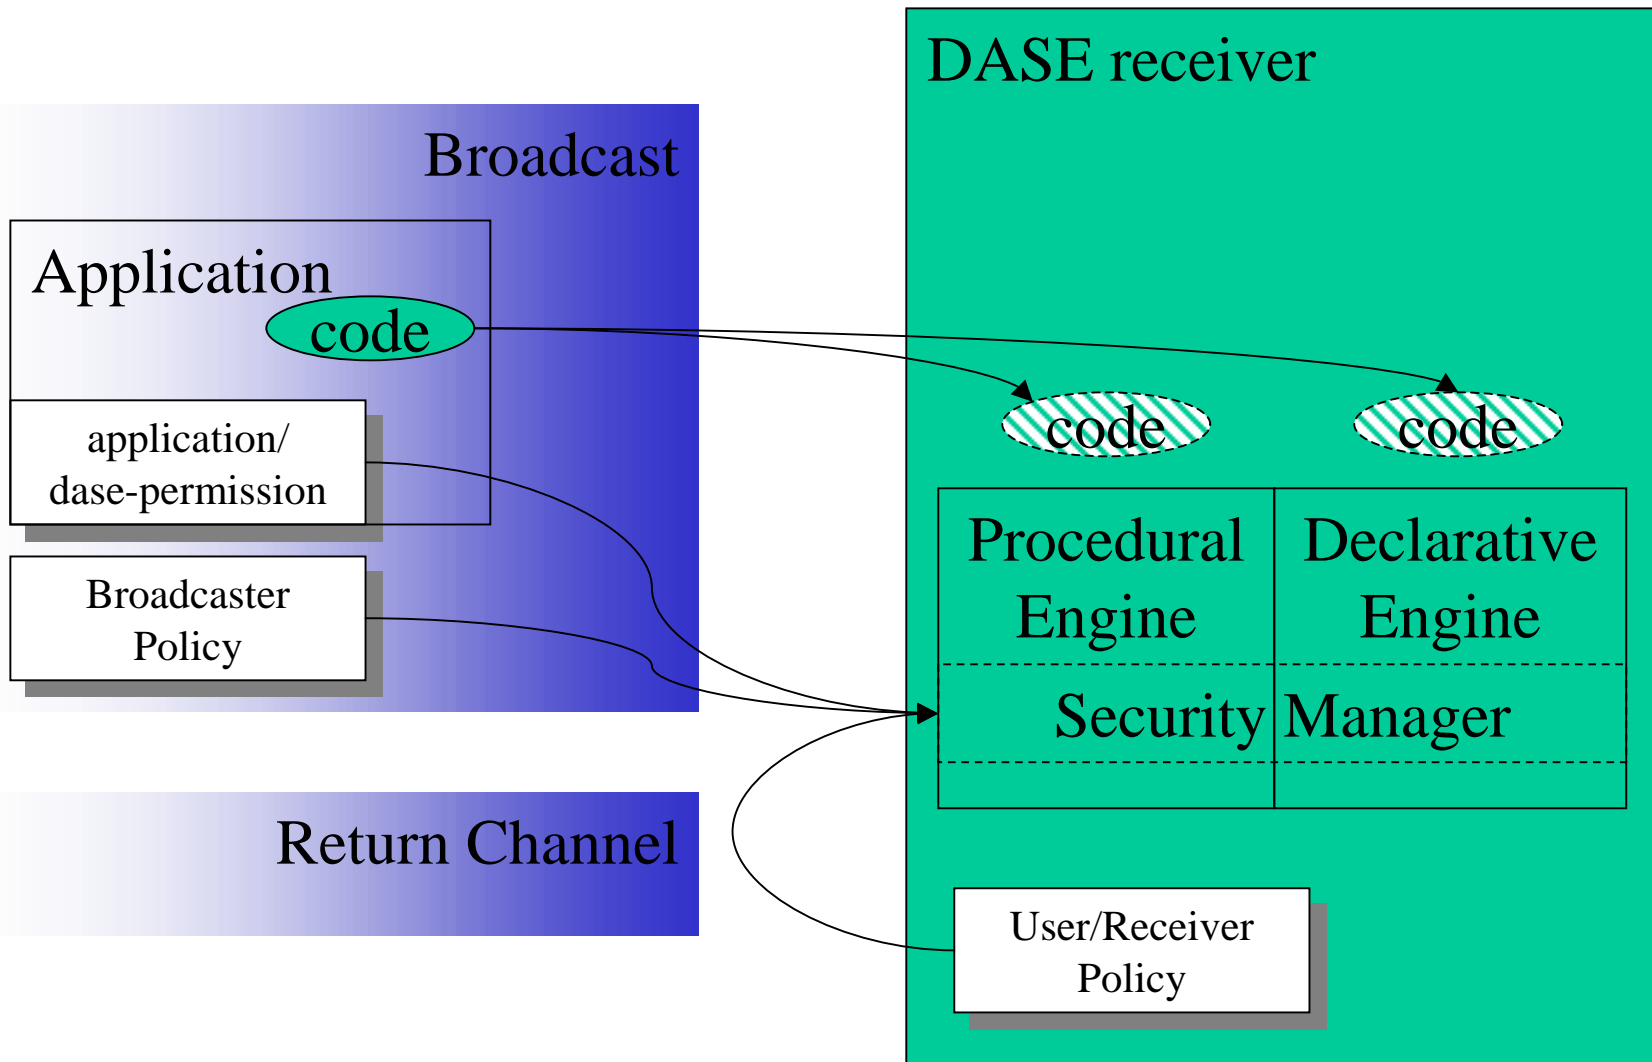 DASE receiver
Broadcast
Application
code
code
code
application/
dase-permission
Procedural
Engine
Declarative
Engine
Broadcaster
Policy
Security Manager
Return Channel
User/Receiver
Policy